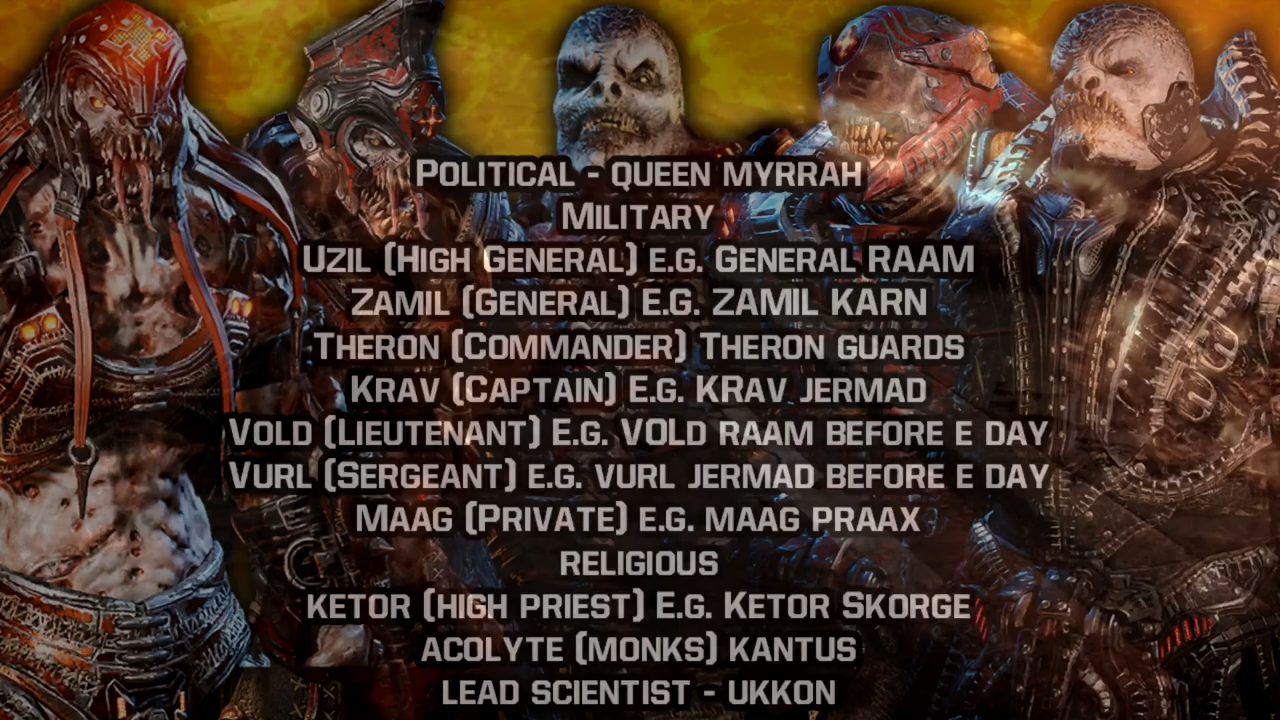 Political - Queen Myrrah
Military
Uzil (High General) E.g. General RAAM
Zamil (General) E.g. Zamil Karn
Theron (Commander) Theron guards
Krav (Captain) E.g. Krav Jermad
Vold (Lieutenant) E.g. Vold RAAM before E day
Vurl (Sergeant) E.g. Vurl Jermad before E day
Maag (Private) E.g. Maag Praax
Religious
Ketor (High Priest) E.g. Ketor Skorge
Acolyte (Monks) Kantus
Lead Scientist - Ukkon